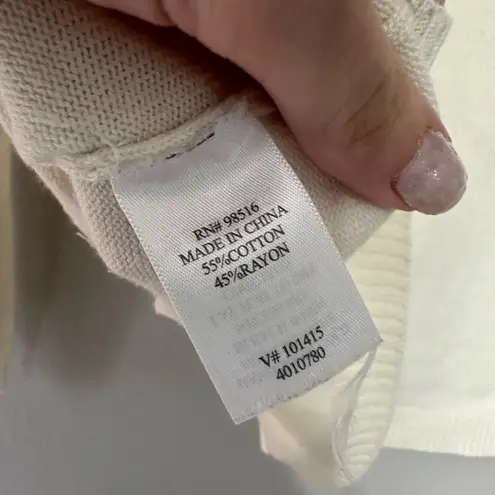 RN# 98516
MADE IN CHINA
55%COTTON
45%RAYON
V# 101415
4010780